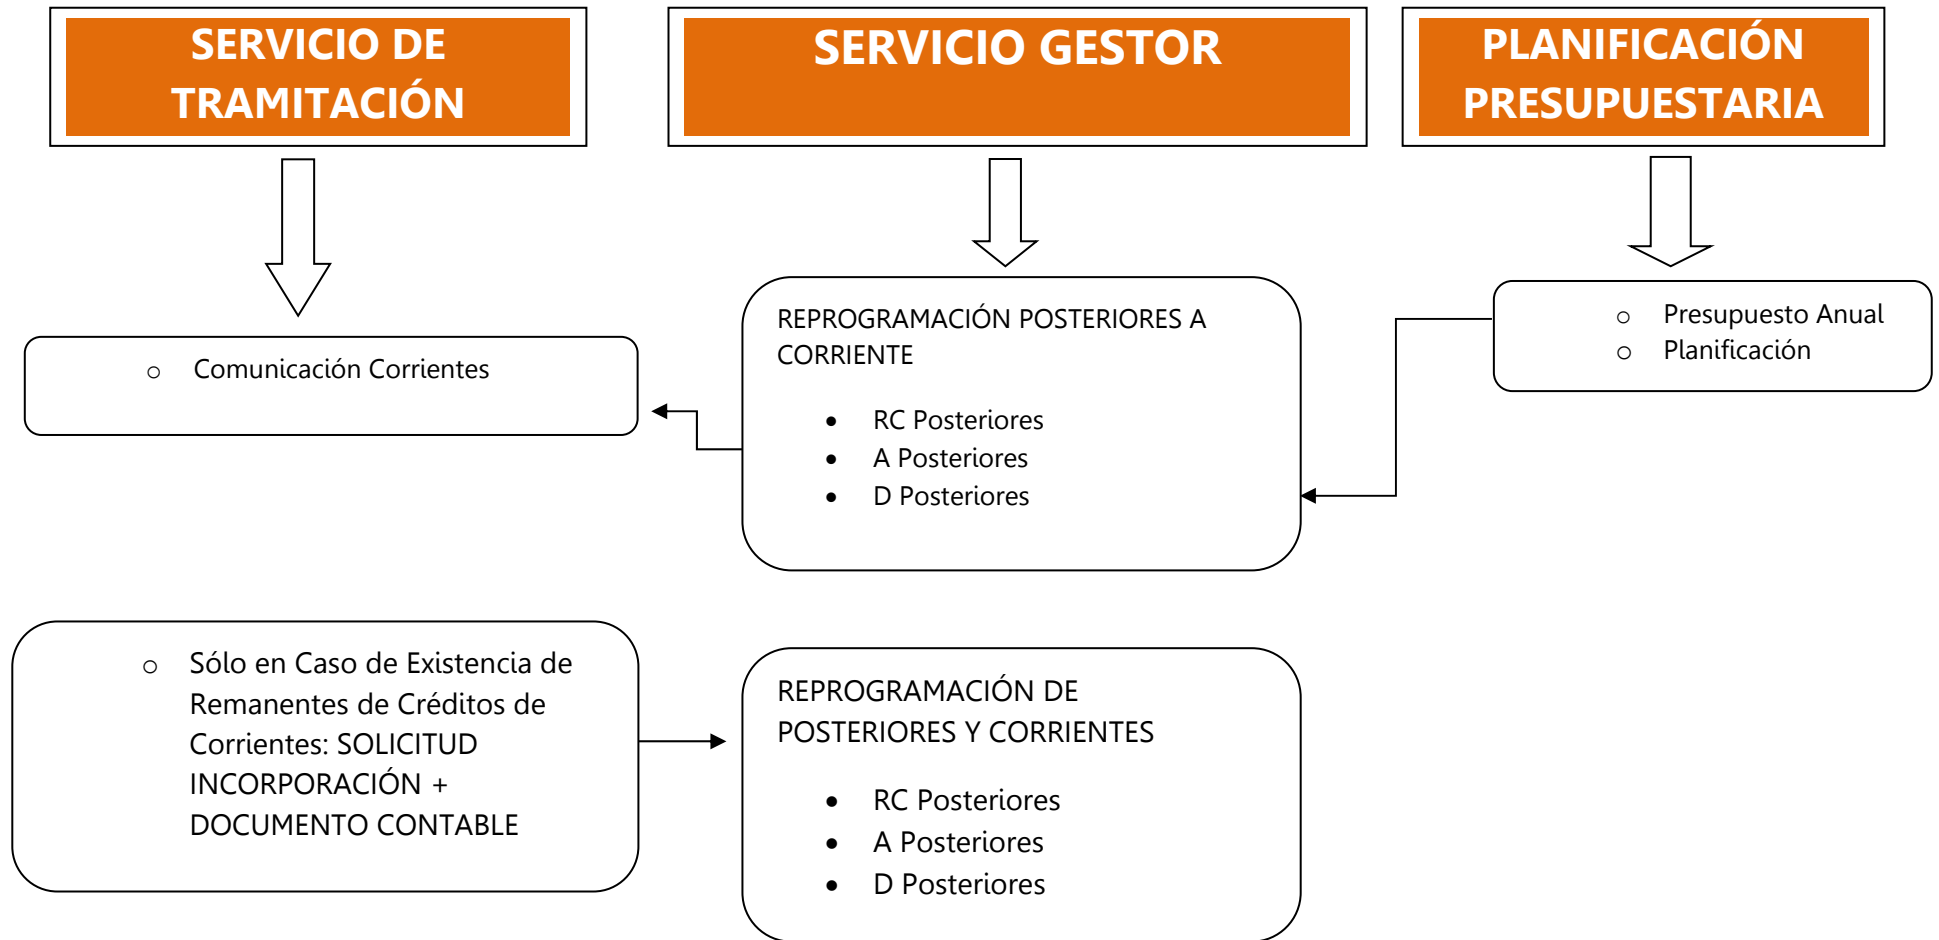 SERVICIO DE
TRAMITACIÓN
SERVICIO GESTOR
PLANIFICACIÓN
PRESUPUESTARIA
o Comunicación Corrientes
REPROGRAMACIÓN POSTERIORES A
CORRIENTE
• RC Posteriores
• A Posteriores
• D Posteriores
o Presupuesto Anual
o Planificación
o Sólo en Caso de Existencia de
Remanentes de Créditos de
Corrientes: SOLICITUD
INCORPORACIÓN +
DOCUMENTO CONTABLE
REPROGRAMACIÓN DE
POSTERIORES Y CORRIENTES
• RC Posteriores
• A Posteriores
• D Posteriores